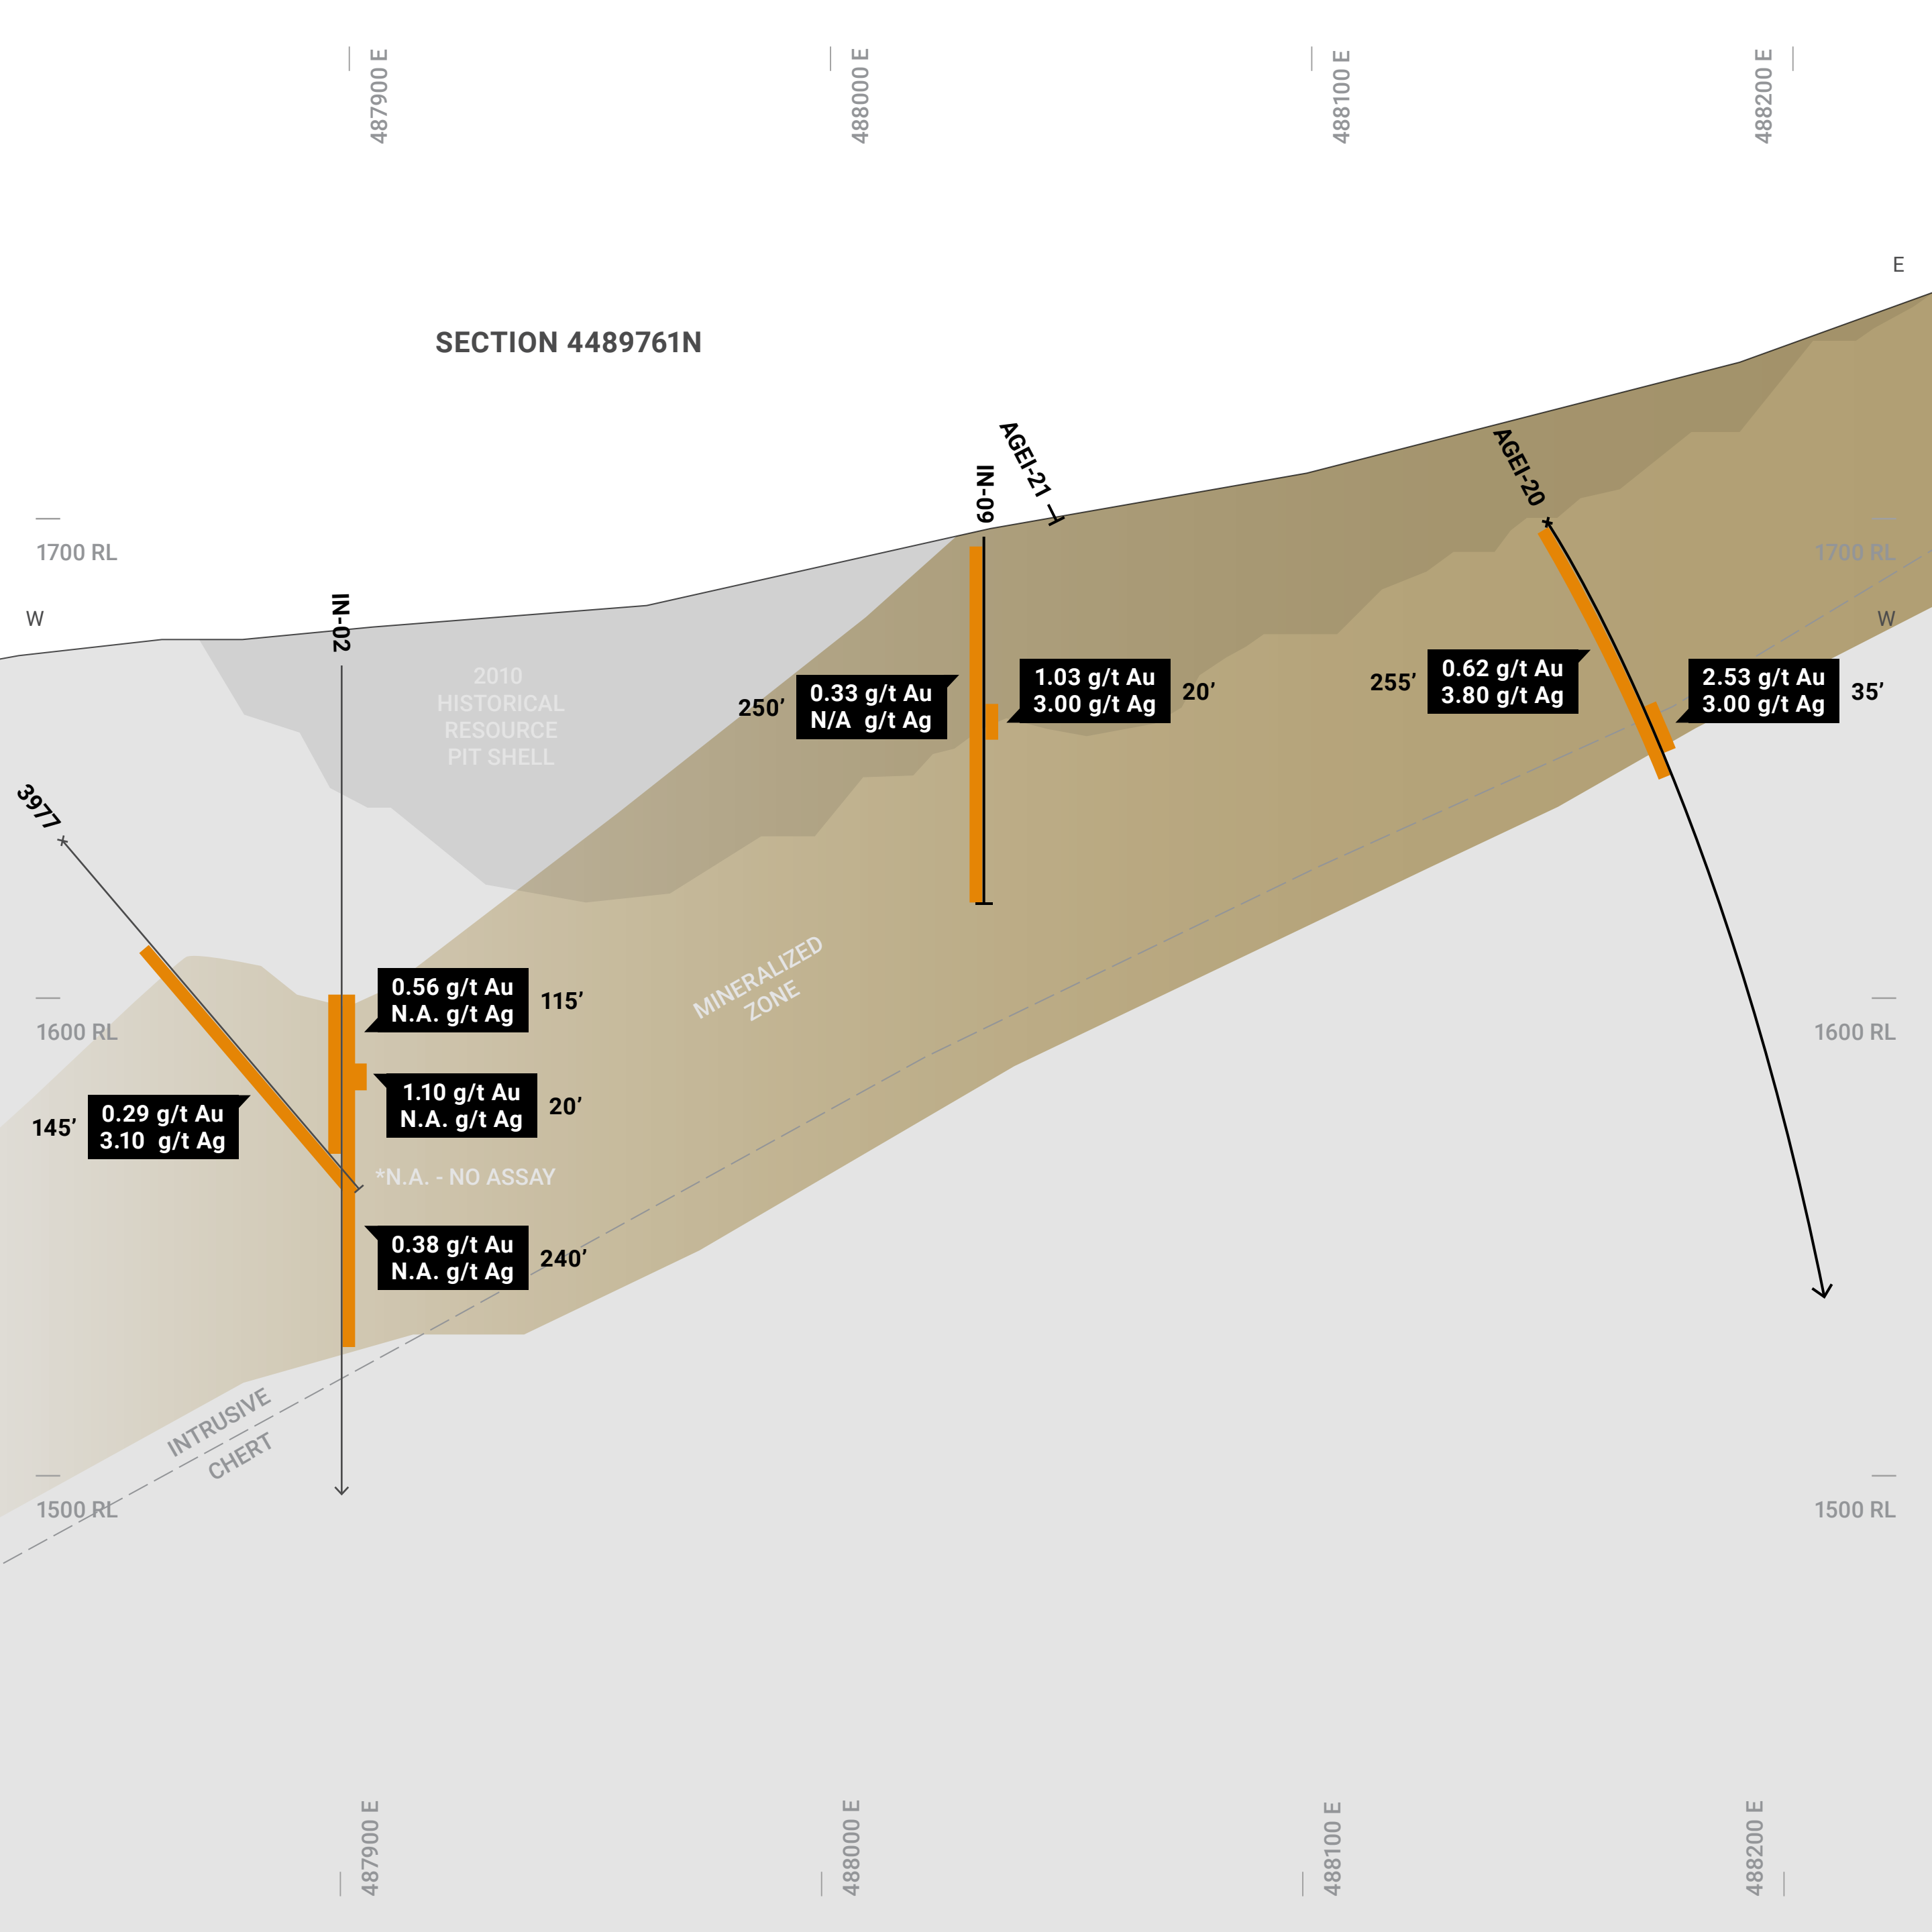 487900 E
488000 E
488100 E
488200 E
E
SECTION 4489761N
AGEI-21
AGEI-20
IN-09
1700 RL
1700 RL
IN-02
W
W
2010
HISTORICAL
RESOURCE
PIT SHELL
250’
0.33 g/t Au
N/A  g/t Ag
1.03 g/t Au
3.00 g/t Ag
20’
255’
0.62 g/t Au
3.80 g/t Ag
2.53 g/t Au
3.00 g/t Ag
35’
3977
MINERALIZED
ZONE
0.56 g/t Au
N.A. g/t Ag
115’
1600 RL
1600 RL
1.10 g/t Au
N.A. g/t Ag
20’
145’
0.29 g/t Au
3.10  g/t Ag
*N.A. - NO ASSAY
0.38 g/t Au
N.A. g/t Ag
240’
INTRUSIVE
CHERT
1500 RL
1500 RL
487900 E
488000 E
488100 E
488200 E